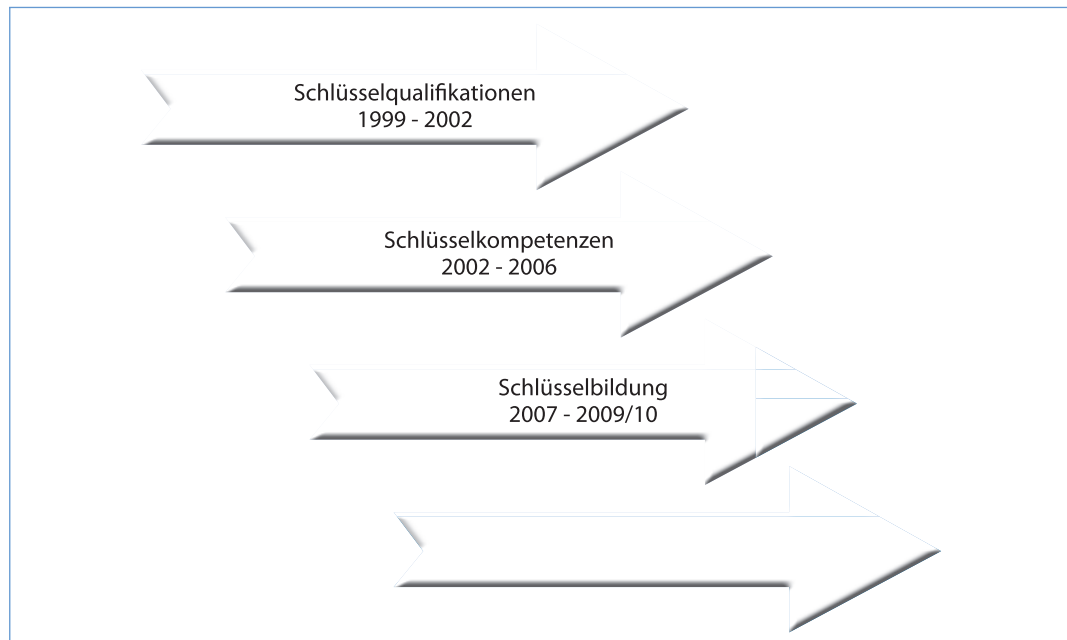 Schlüsselqualifikationen
1999 - 2002
Schlüsselkompetenzen
2002 - 2006
Schlüsselbildung
2007 - 2009/10